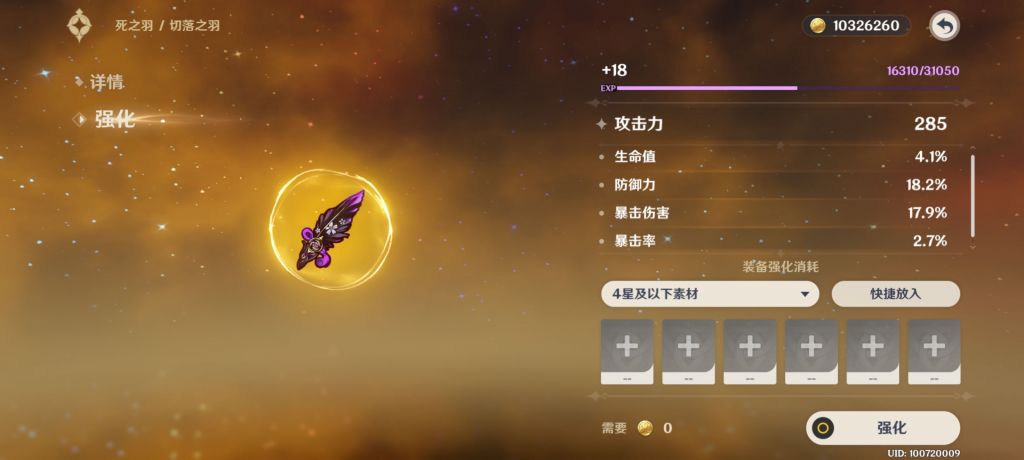 死之羽 / 切落之羽
10326260
详情
强化
+18
16310/31050
EXP
攻击力 285
生命值 4.1%
防御力 18.2%
暴击伤害 17.9%
暴击率 2.7%
装备强化消耗
4星及以下素材
快捷放入
-- -- -- -- -- --
需要 0
强化
UID: 100720009